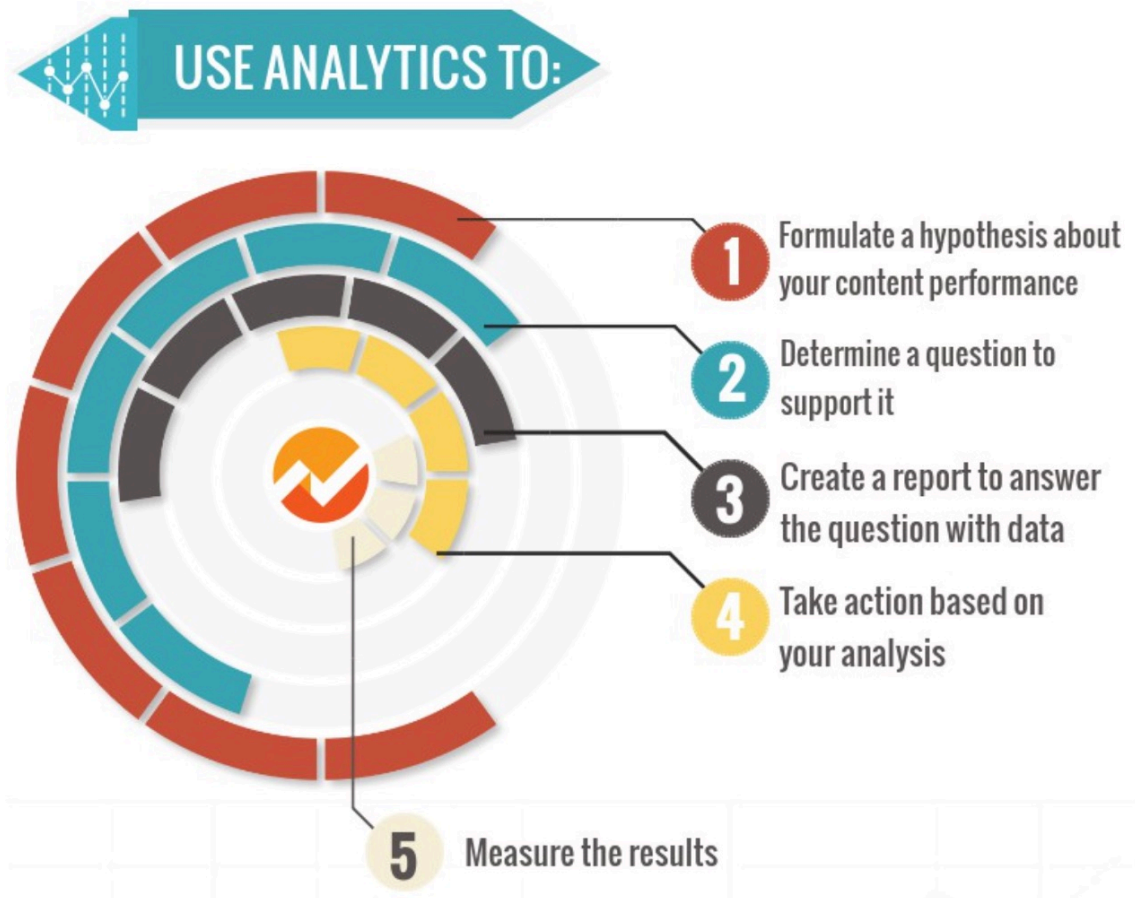 USE ANALYTICS TO:
1
Formulate a hypothesis about
your content performance
2
Determine a question to
support it
3
Create a report to answer
the question with data
4
Take action based on
your analysis
5
Measure the results